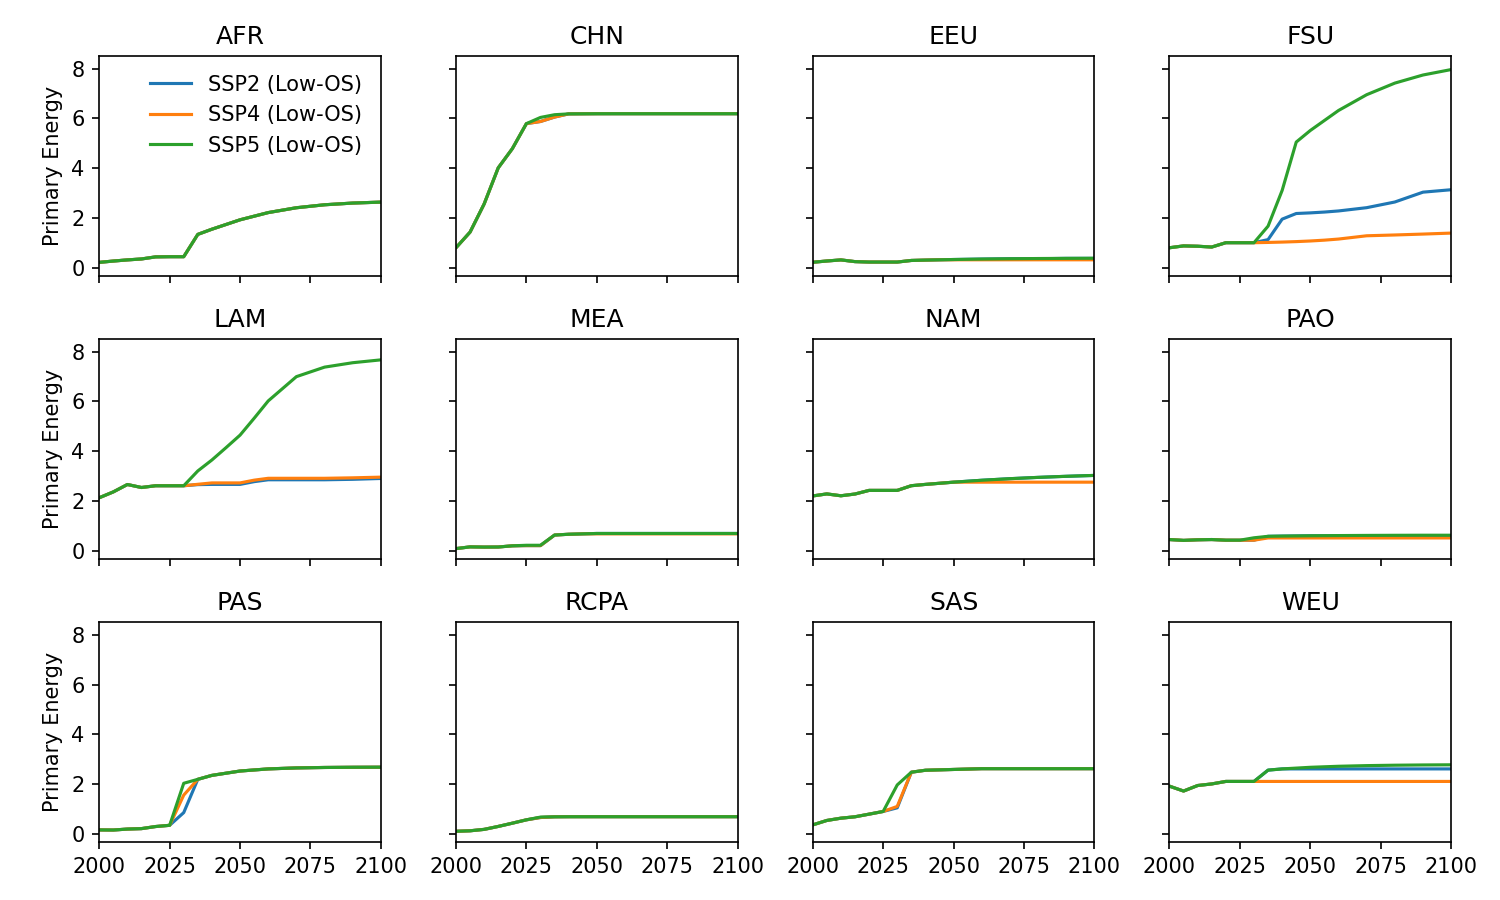 AFR
CHN
EEU
FSU
Primary Energy
8
6
4
2
0
SSP2 (Low-OS)
SSP4 (Low-OS)
SSP5 (Low-OS)
LAM
MEA
NAM
PAO
Primary Energy
8
6
4
2
0
PAS
RCPA
SAS
WEU
Primary Energy
8
6
4
2
0
2000 2025 2050 2075 2100
2000 2025 2050 2075 2100
2000 2025 2050 2075 2100
2000 2025 2050 2075 2100